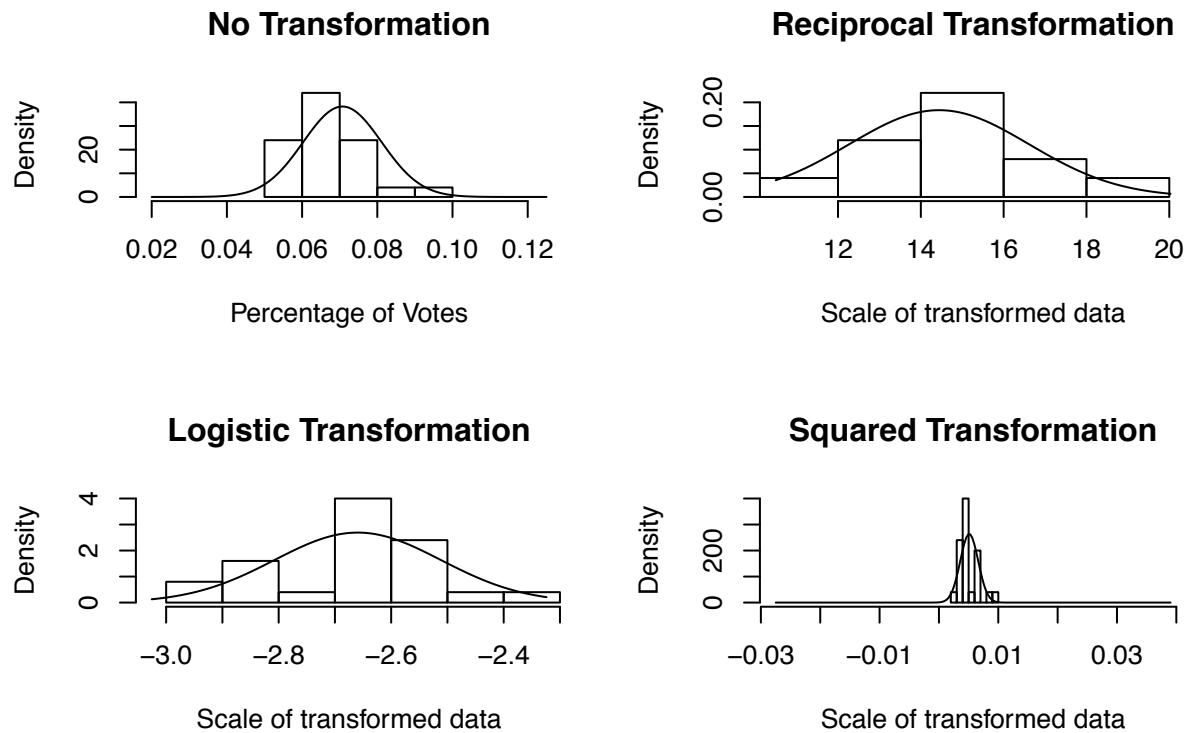 No Transformation
Density
0 20
0.02 0.04 0.06 0.08 0.10 0.12
Percentage of Votes
Reciprocal Transformation
Density
0.00 0.20
12 14 16 18 20
Scale of transformed data
Logistic Transformation
Density
0 2 4
−3.0 −2.8 −2.6 −2.4
Scale of transformed data
Squared Transformation
Density
0 200
−0.03 −0.01 0.01 0.03
Scale of transformed data